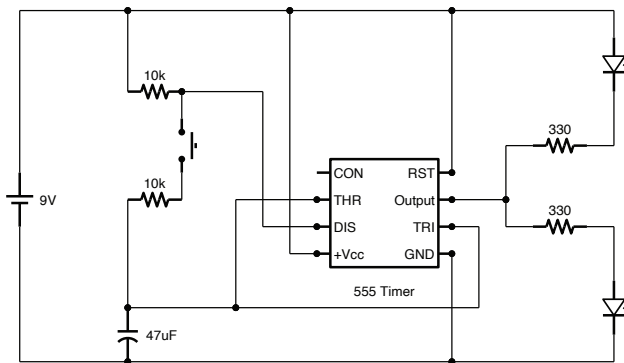 10k
330
CON
RST
10k
9V
THR
Output
330
DIS
TRI
+Vcc
GND
555 Timer
47uF